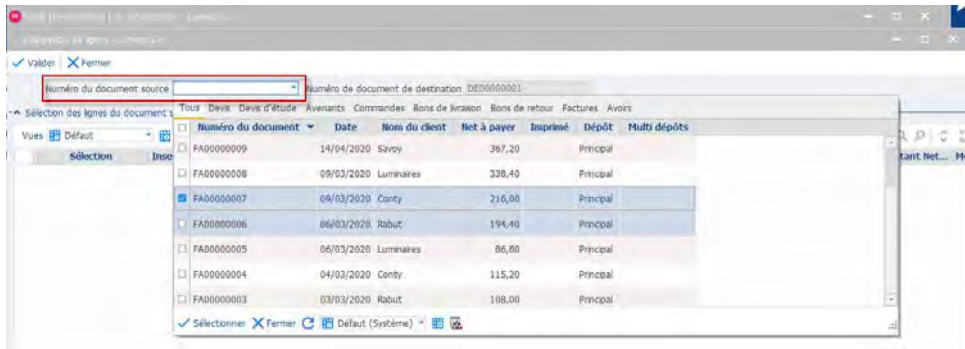 Valider Fermer
Numéro du document source Numéro de document de destination DE00000001
Sélection des lignes du document s
Tous Devis Devis d'étude Avenants Commandes Bons de livraison Bons de retour Factures Avoirs
Vues Défaut
Numéro du document Date Nom du client Net à payer Imprimé Dépôt Multi dépôts
Sélection Inse tant Net... M
FA00000009 14/04/2020 Savoy 367,20 Principal
FA00000008 09/03/2020 Luminaires 338,40 Principal
FA00000007 09/03/2020 Conty 216,00 Principal
FA00000006 06/03/2020 Rabut 194,40 Principal
FA00000005 06/03/2020 Luminaires 86,60 Principal
FA00000004 04/03/2020 Conty 115,20 Principal
FA00000003 03/03/2020 Rabut 108,00 Principal
Sélectionner Fermer Défaut (Système)